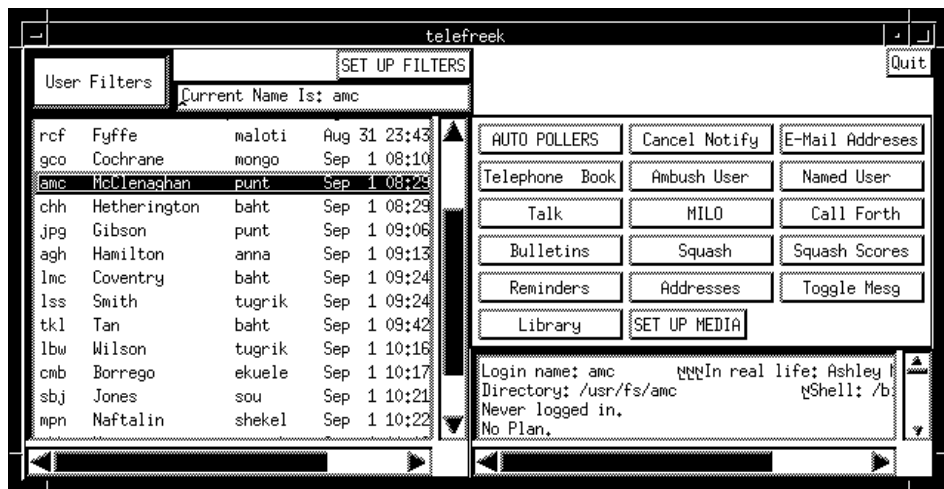 telefreek
User Filters
SET UP FILTERS
Quit
Current Name Is: amc
rcf Fyffe maloti Aug 31 23:43
gco Cochrane mongo Sep 1 08:10
amc McClenaghan punt Sep 1 08:29
chh Hetherington baht Sep 1 08:29
jpg Gibson punt Sep 1 09:06
agh Hamilton anna Sep 1 09:13
lmc Coventry baht Sep 1 09:24
lss Smith tugrik Sep 1 09:24
tkl Tan baht Sep 1 09:42
lbw Wilson tugrik Sep 1 10:16
cmb Borrego ekuele Sep 1 10:17
sbj Jones sou Sep 1 10:21
mpn Naftalin shekel Sep 1 10:22
AUTO POLLERS Cancel Notify E-Mail Addreses
Telephone Book Ambush User Named User
Talk MILO Call Forth
Bulletins Squash Squash Scores
Reminders Addresses Toggle Mesg
Library SET UP MEDIA
Login name: amc In real life: Ashley
Directory: /usr/fs/amc Shell: /b
Never logged in.
No Plan.